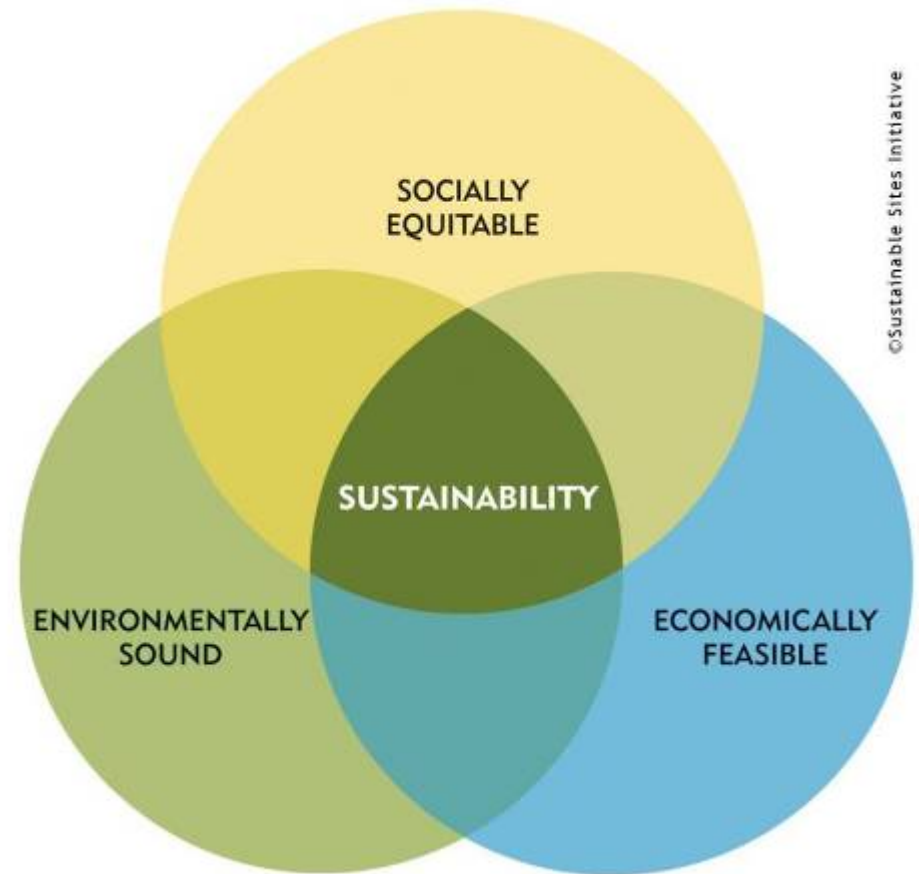 SOCIALLY
EQUITABLE
©Sustainable Sites Initiative
SUSTAINABILITY
ENVIRONMENTALLY
SOUND
ECONOMICALLY
FEASIBLE